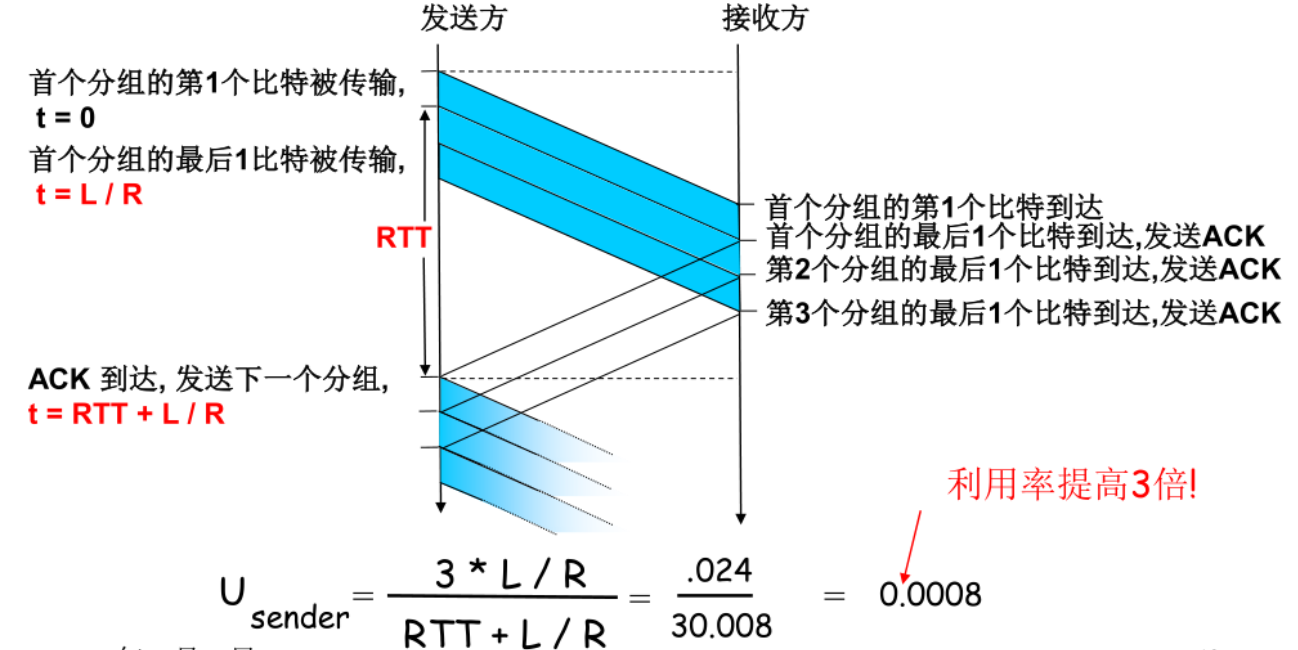 发送方
接收方
首个分组的第1个比特被传输,
t = 0
首个分组的最后1比特被传输,
t = L / R
RTT
首个分组的第1个比特到达
首个分组的最后1个比特到达,发送ACK
第2个分组的最后1个比特到达,发送ACK
第3个分组的最后1个比特到达,发送ACK
ACK 到达, 发送下一个分组,
t = RTT + L / R
利用率提高3倍!
U sender = 3 * L / R / RTT + L / R = .024 / 30.008 = 0.0008